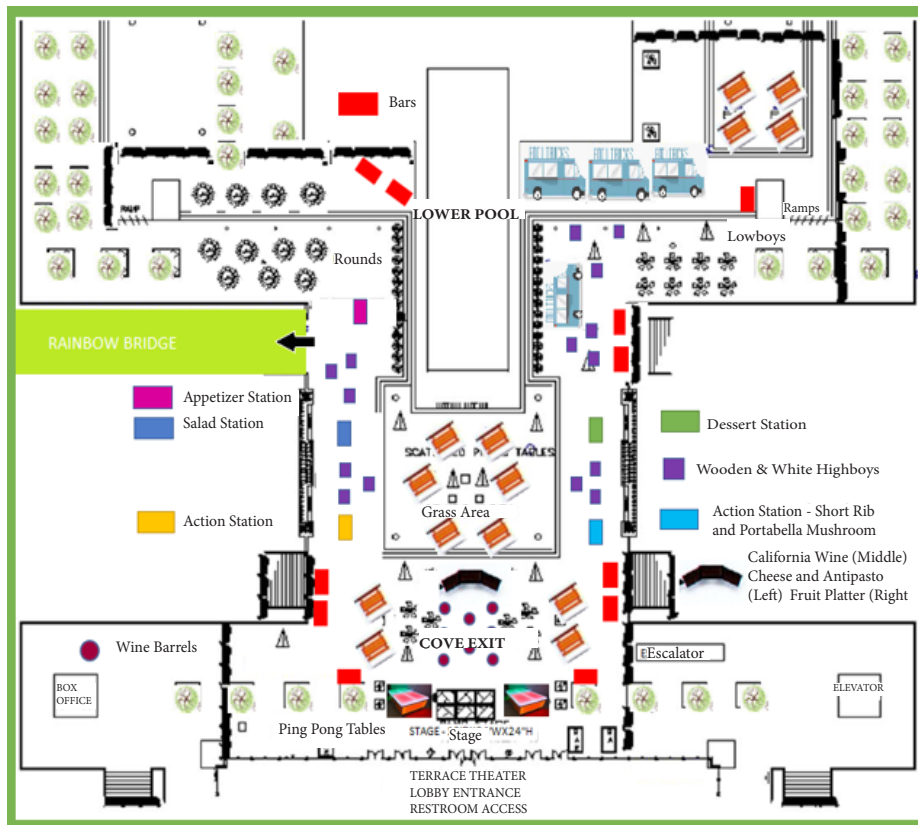 Bars
LOWER POOL
RAMP
Ramps
Rounds
Lowboys
RAINBOW BRIDGE
Appetizer Station
Salad Station
Dessert Station
Wooden & White Highboys
Grass Area
Action Station
Action Station - Short Rib
and Portabella Mushroom
California Wine (Middle)
Cheese and Antipasto
(Left) Fruit Platter (Right
Wine Barrels
COVE EXIT
Escalator
BOX
OFFICE
ELEVATOR
Ping Pong Tables
Stage
TERRACE THEATER
LOBBY ENTRANCE
RESTROOM ACCESS